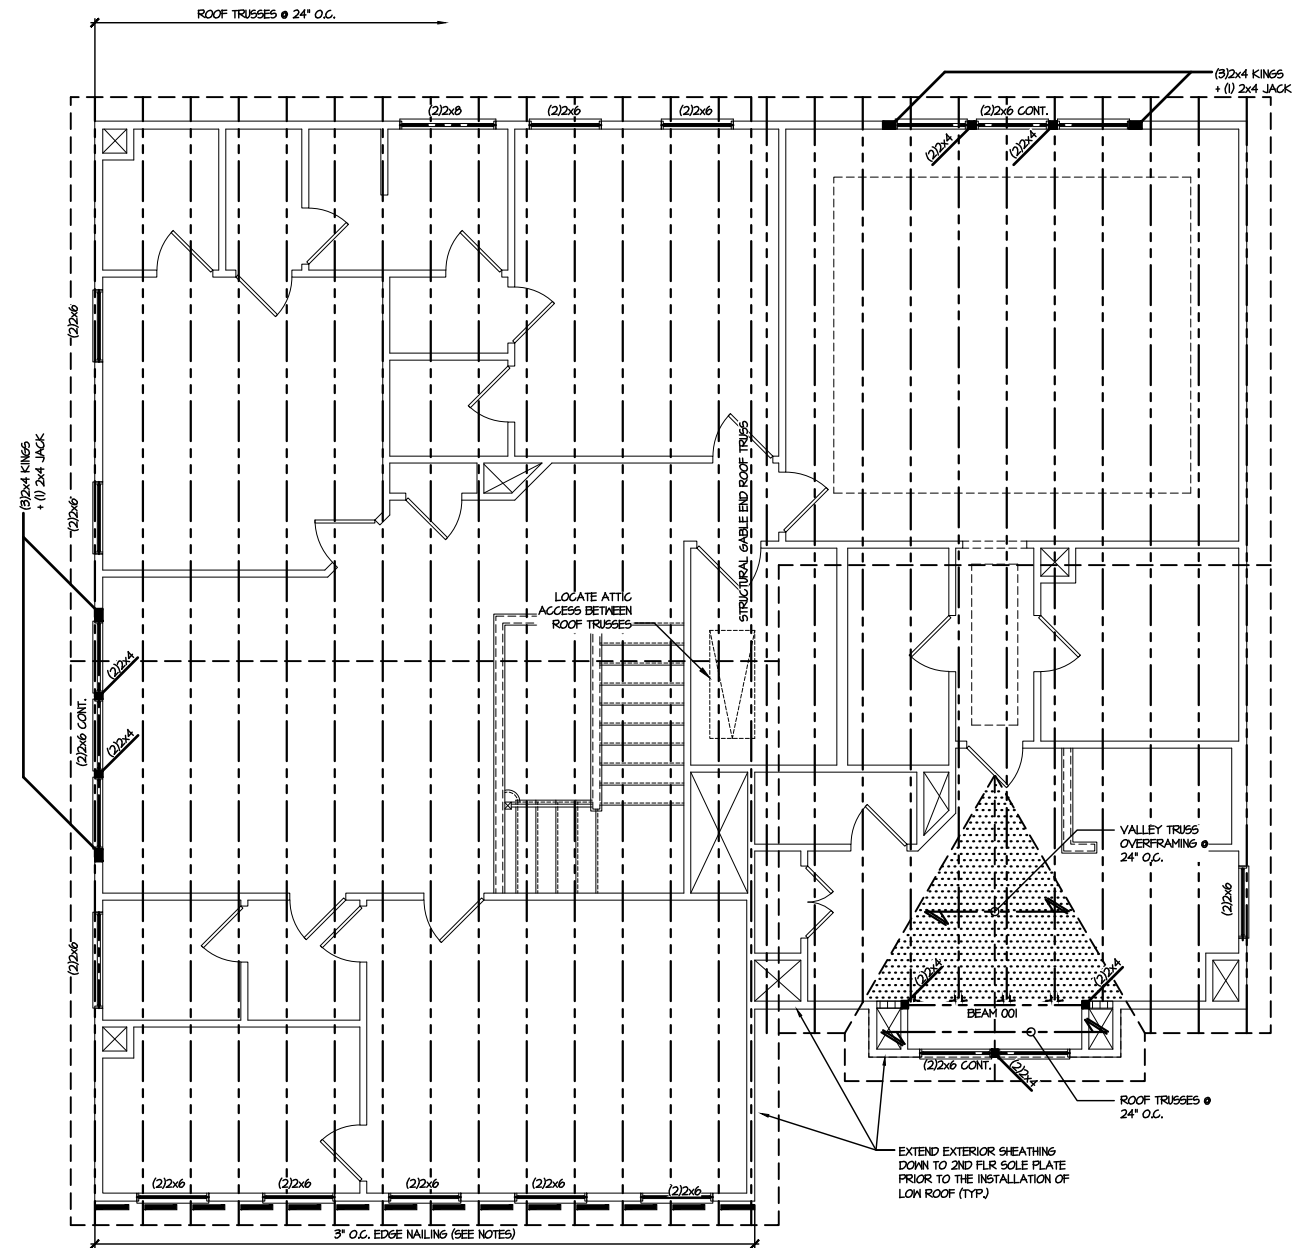 ROOF TRUSSES @ 24" O.C.
(3)2x4 KINGS
+ (1) 2x4 JACK
(2)2x8
(2)2x6
(2)2x6
(2)2x6 CONT.
(2)2x4
(2)2x4
(2)2x6
STRUCTURAL GABLE END ROOF TRUSS
(3)2x4 KINGS
+ (1) 2x4 JACK
(2)2x6
LOCATE ATTIC
ACCESS BETWEEN
ROOF TRUSSES
(2)2x4
(2)2x6 CONT.
(2)2x4
VALLEY TRUSS
OVERFRAMING @
24" O.C.
(2)2x6
(2)2x6
(2)2x4
(2)2x4
BEAM 001
(2)2x6 CONT.
(2)2x4
ROOF TRUSSES @
24" O.C.
EXTEND EXTERIOR SHEATHING
DOWN TO 2ND FLR SOLE PLATE
PRIOR TO THE INSTALLATION OF
LOW ROOF (TYP.)
(2)2x6
(2)2x6
(2)2x6
(2)2x6
(2)2x6
3" O.C. EDGE NAILING (SEE NOTES)